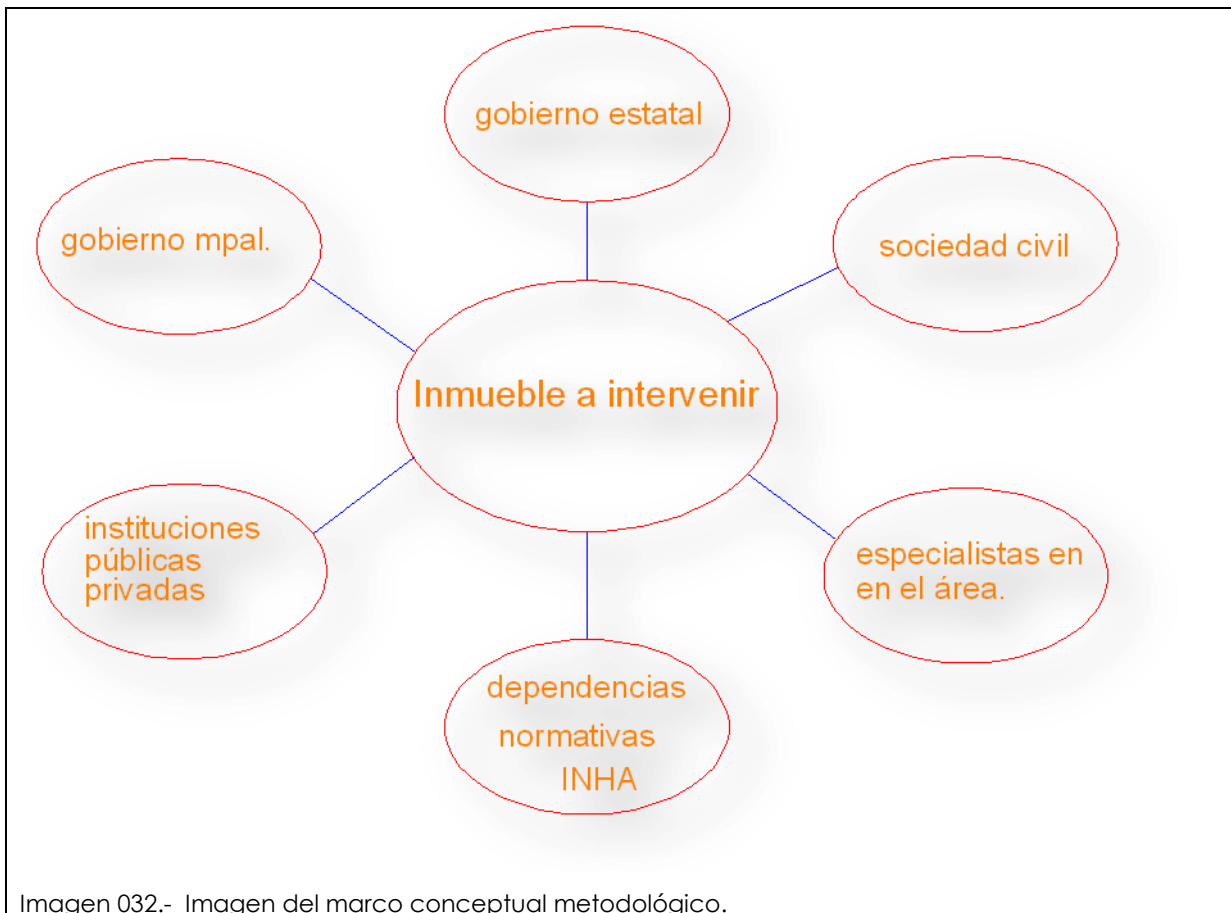 gobierno estatal
gobierno mpal.
sociedad civil
Inmueble a intervenir
instituciones
públicas
privadas
especialistas en
en el área.
dependencias
normativas
INHA
Imagen 032.- Imagen del marco conceptual metodológico.